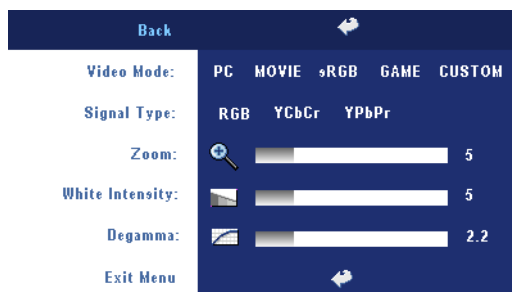 Back
Video Mode: PC MOVIE sRGB GAME CUSTOM
Signal Type: RGB YCbCr YPbPr
Zoom: 5
White Intensity: 5
Degamma: 2.2
Exit Menu